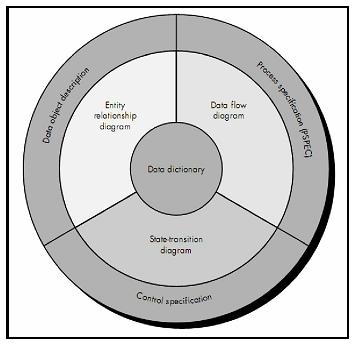 Data object description
Process specification (PSPEC)
Entity
relationship
diagram
Data flow
diagram
Data dictionary
State-transition
diagram
Control specification